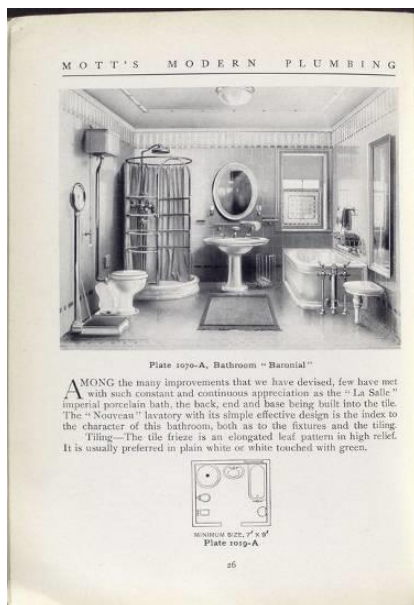 MOTT'S MODERN PLUMBING
Plate 1070-A, Bathroom "Baronial"
AMONG the many improvements that we have devised, few have met
with such constant and continuous appreciation as the "La Salle"
imperial porcelain bath, the back, end and base being built into the tile.
The "Nouveau" lavatory with its simple effective design is the index to
the character of this bathroom, both as to the fixtures and the tiling.
Tiling—The tile frieze is an elongated leaf pattern in high relief.
It is usually preferred in plain white or white touched with green.
MINIMUM SIZE, 7' X 9'
Plate 1019-A
26